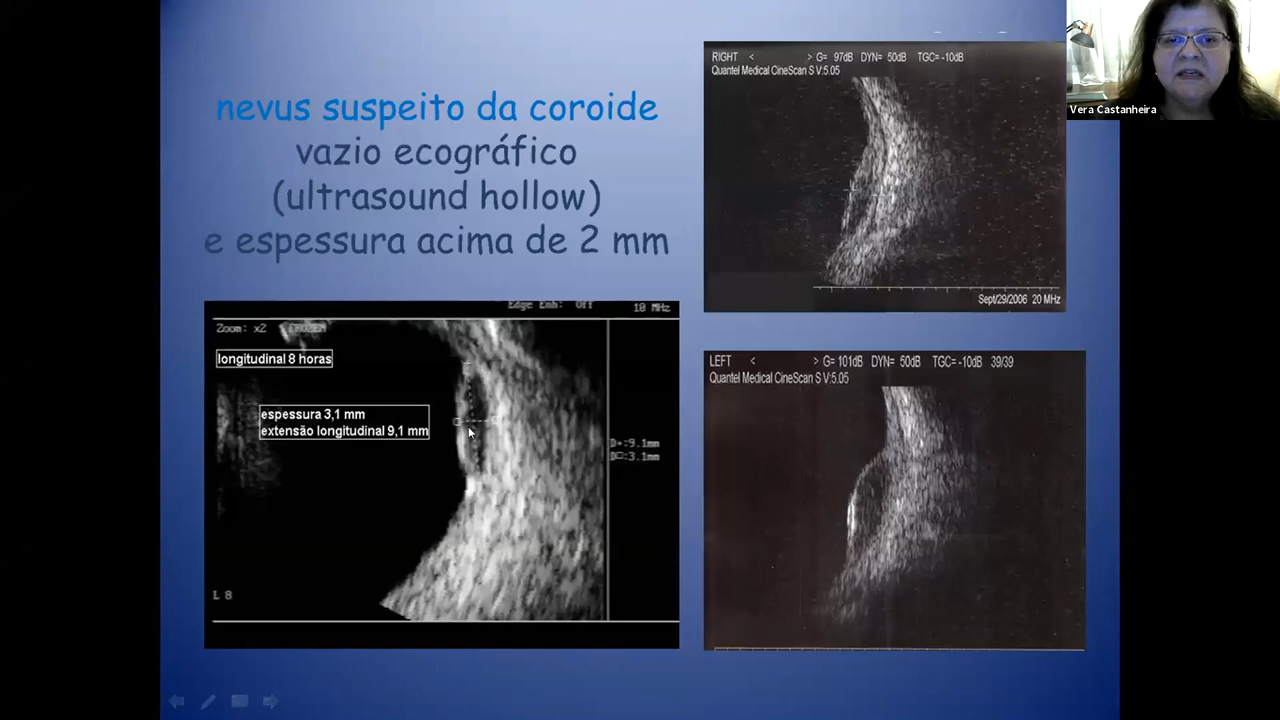 nevus suspeito da coroide
vazio ecográfico
(ultrasound hollow)
e espessura acima de 2 mm
RIGHT < > G= 97dB DYN= 50dB TGC= -10dB
Quantel Medical CineScan S V:5.05
Sept/29/2006 20 MHz
Vera Castanheira
Edge Enh: Off 10 MHz
Zoom: x2 FROZEN
longitudinal 8 horas
espessura 3,1 mm
extensão longitudinal 9,1 mm
D+:9.1mm
D□:3.1mm
L 8
LEFT < > G= 101dB DYN= 50dB TGC= -10dB 39/39
Quantel Medical CineScan S V:5.05